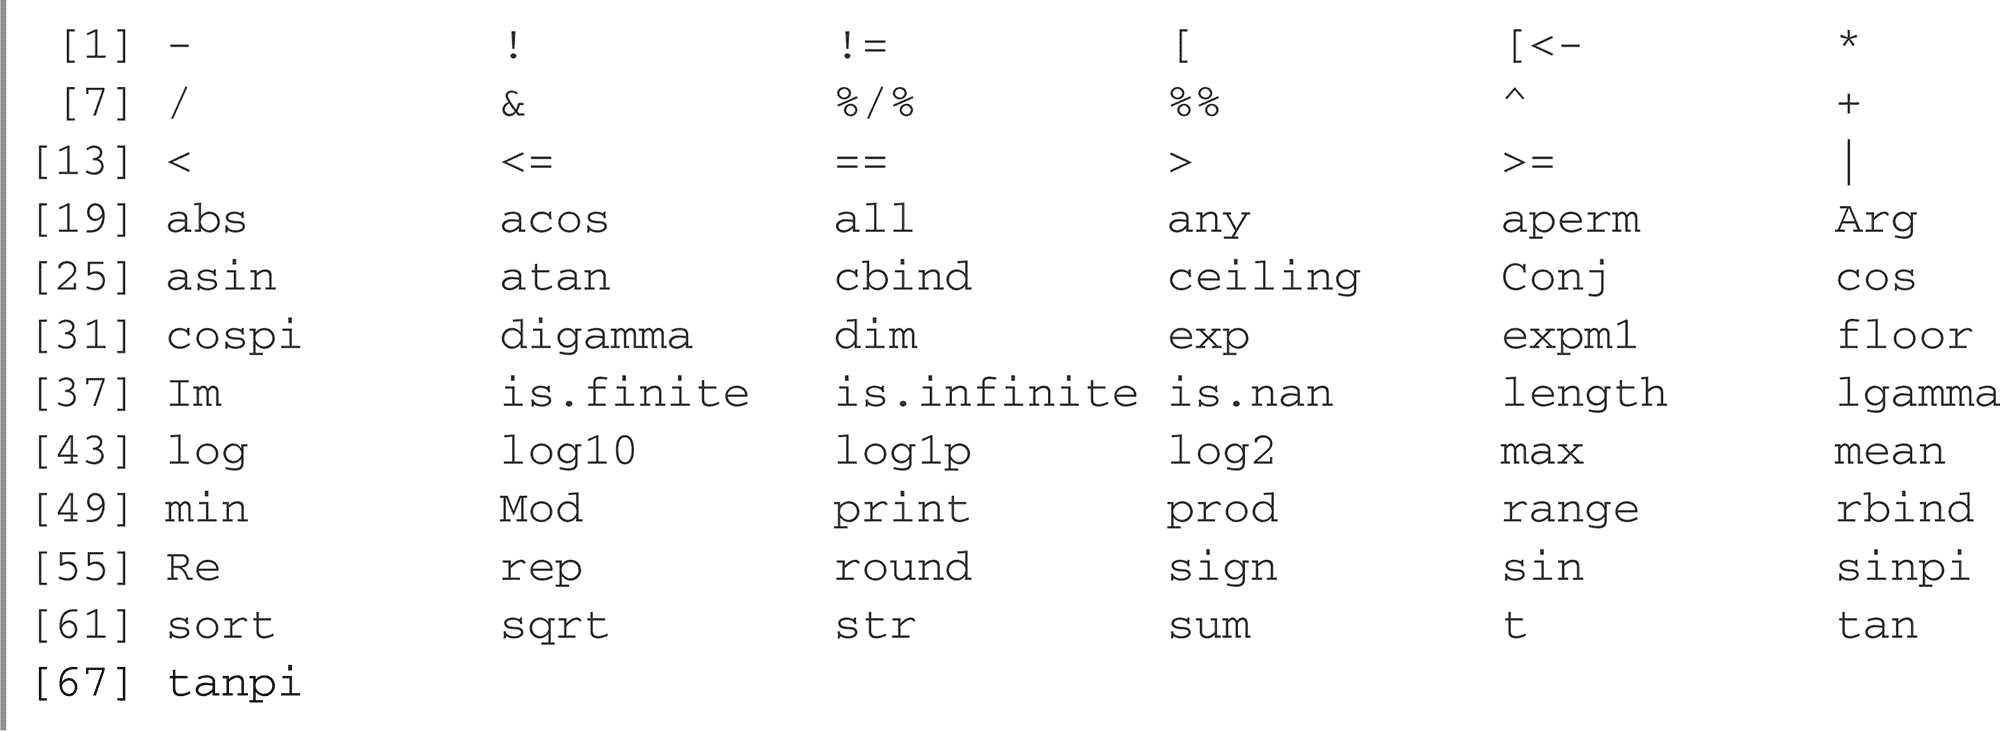 [1] - ! != [ [<- *
[7] / & %/% %% ^ +
[13] < <= == > >= |
[19] abs acos all any aperm Arg
[25] asin atan cbind ceiling Conj cos
[31] cospi digamma dim exp expm1 floor
[37] Im is.finite is.infinite is.nan length lgamma
[43] log log10 log1p log2 max mean
[49] min Mod print prod range rbind
[55] Re rep round sign sin sinpi
[61] sort sqrt str sum t tan
[67] tanpi